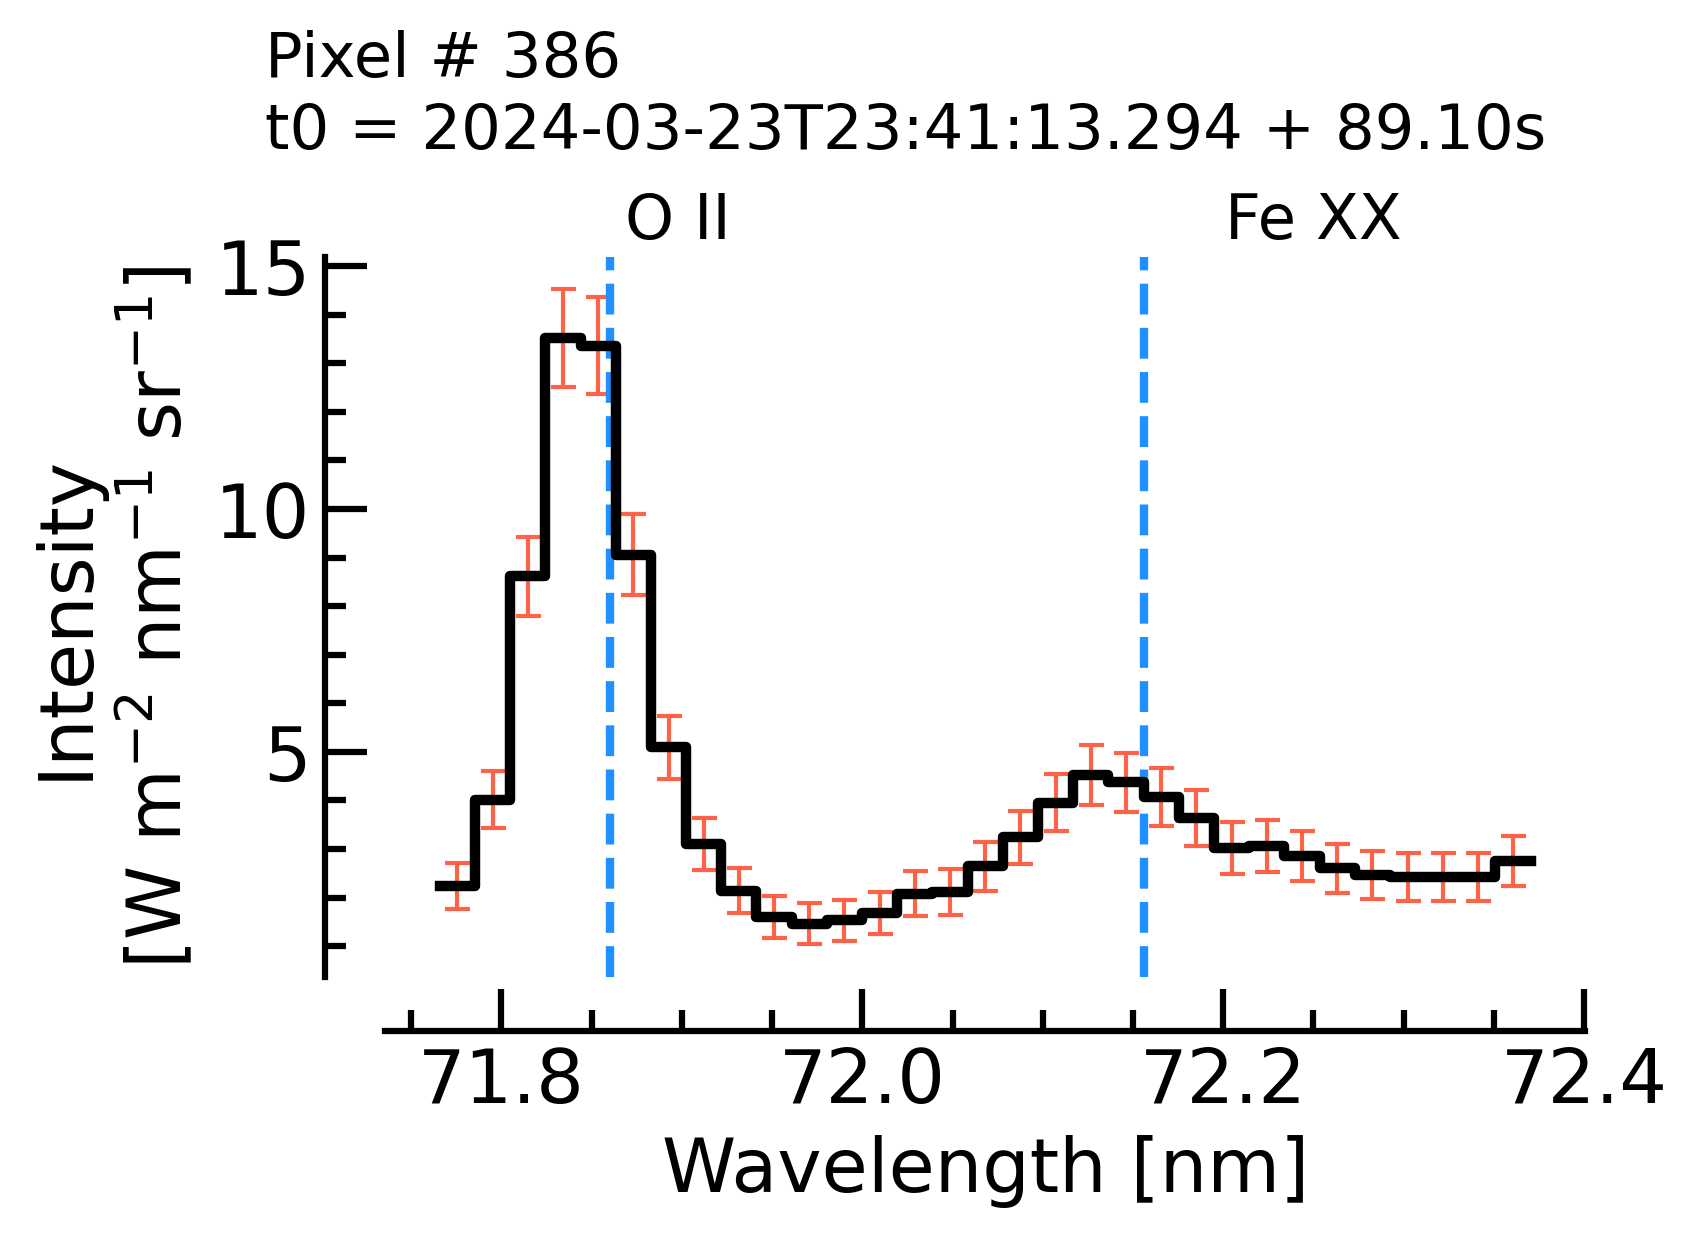 Pixel # 386
t0 = 2024-03-23T23:41:13.294 + 89.10s
O II
Fe XX
15
10
5
Intensity
[W m⁻² nm⁻¹ sr⁻¹]
71.8 72.0 72.2 72.4
Wavelength [nm]